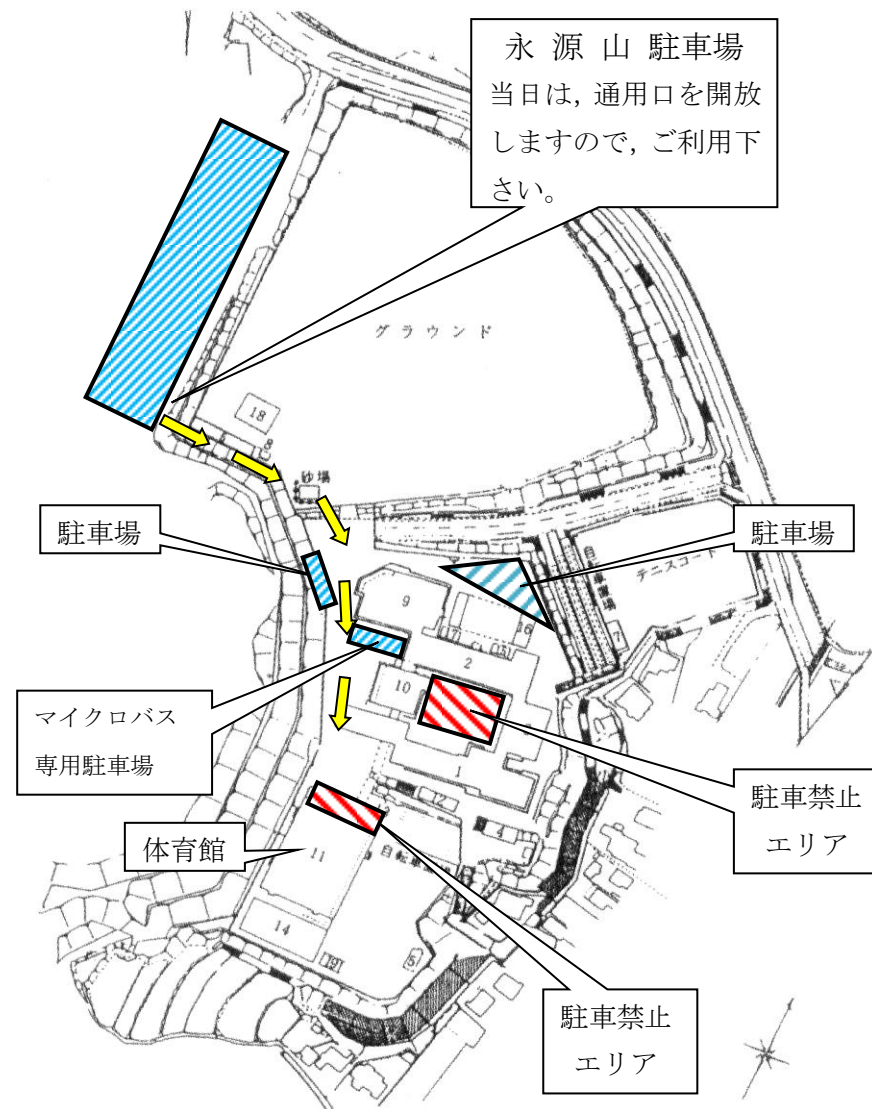 永 源 山 駐車場
当日は，通用口を開放
しますので，ご利用下
さい。
グラウンド
18
8
砂場
駐車場
駐車場
自転車置場
テニスコート
9
17
16
2
7
10
マイクロバス
専用駐車場
1
12
4
駐車禁止
エリア
体育館
11
自転車
14
19
5
駐車禁止
エリア